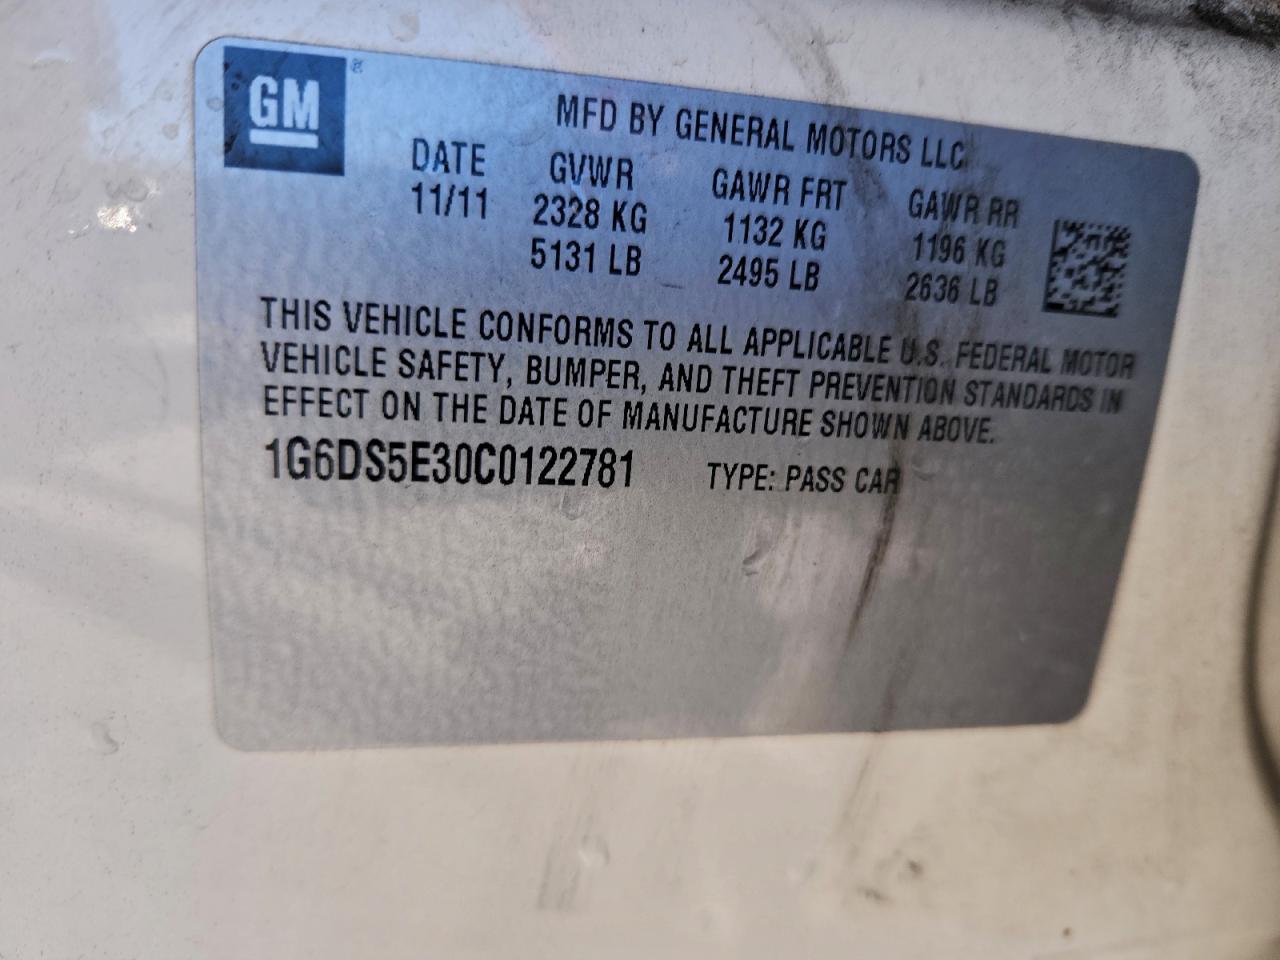 GM
MFD BY GENERAL MOTORS LLC
DATE GVWR GAWR FRT GAWR RR
11/11 2328 KG 1132 KG 1196 KG
5131 LB 2495 LB 2636 LB
THIS VEHICLE CONFORMS TO ALL APPLICABLE U.S. FEDERAL MOTOR
VEHICLE SAFETY, BUMPER, AND THEFT PREVENTION STANDARDS IN
EFFECT ON THE DATE OF MANUFACTURE SHOWN ABOVE.
1G6DS5E30C0122781 TYPE: PASS CAR